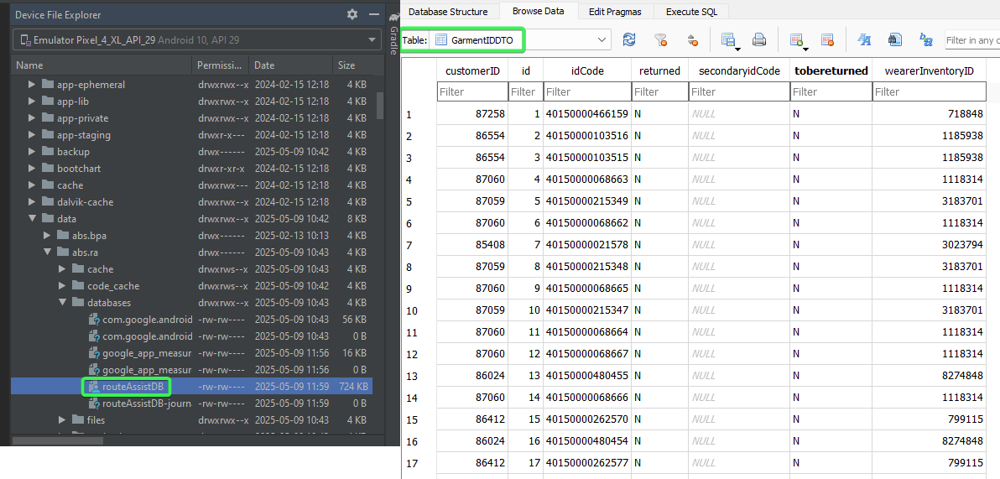 Device File Explorer
Emulator Pixel_4_XL_API_29 Android 10, API 29
Name Permissi... Date Size
app-ephemeral drwxrwx--x 2024-02-15 12:18 4 KB
app-lib drwxrwx--x 2024-02-15 12:18 4 KB
app-private drwxrwx--x 2024-02-15 12:18 4 KB
app-staging drwxr-x--- 2024-02-15 12:18 4 KB
backup drwx------ 2025-05-09 10:42 4 KB
bootchart drwxr-xr-x 2024-02-15 12:18 4 KB
cache drwxrwx--- 2024-02-15 12:18 4 KB
dalvik-cache drwxrwx--x 2024-02-15 12:18 4 KB
data drwxrwx--x 2025-05-09 10:42 8 KB
abs.bpa drwx------ 2025-02-13 10:13 4 KB
abs.ra drwx------ 2025-05-09 10:43 4 KB
cache drwxrws--x 2025-05-09 10:43 4 KB
code_cache drwxrws--x 2025-05-09 10:42 4 KB
databases drwxrwx--x 2025-05-09 10:43 4 KB
com.google.android -rw-rw---- 2025-05-09 10:43 56 KB
com.google.android -rw-rw---- 2025-05-09 10:43 0 B
google_app_measur -rw-rw---- 2025-05-09 11:56 16 KB
google_app_measur -rw-rw---- 2025-05-09 11:56 0 B
routeAssistDB -rw-rw---- 2025-05-09 11:59 724 KB
routeAssistDB-journa -rw-rw---- 2025-05-09 11:59 0 B
files drwxrwx--x 2025-05-09 10:43 4 KB
Gradle
Database Structure Browse Data Edit Pragmas Execute SQL
Table: GarmentIDDTO Filter in any c
customerID id idCode returned secondaryidCode tobereturned wearerInventoryID
Filter Filter Filter Filter Filter Filter Filter
1 87258 1 40150000466159 N NULL N 718848
2 86554 2 40150000103516 N NULL N 1185938
3 86554 3 40150000103515 N NULL N 1185938
4 87060 4 40150000068663 N NULL N 1118314
5 87059 5 40150000215349 N NULL N 3183701
6 87060 6 40150000068662 N NULL N 1118314
7 85408 7 40150000021578 N NULL N 3023794
8 87059 8 40150000215348 N NULL N 3183701
9 87060 9 40150000068665 N NULL N 1118314
10 87059 10 40150000215347 N NULL N 3183701
11 87060 11 40150000068664 N NULL N 1118314
12 87060 12 40150000068667 N NULL N 1118314
13 86024 13 40150000480455 N NULL N 8274848
14 87060 14 40150000068666 N NULL N 1118314
15 86412 15 40150000262570 N NULL N 799115
16 86024 16 40150000480454 N NULL N 8274848
17 86412 17 40150000262577 N NULL N 799115